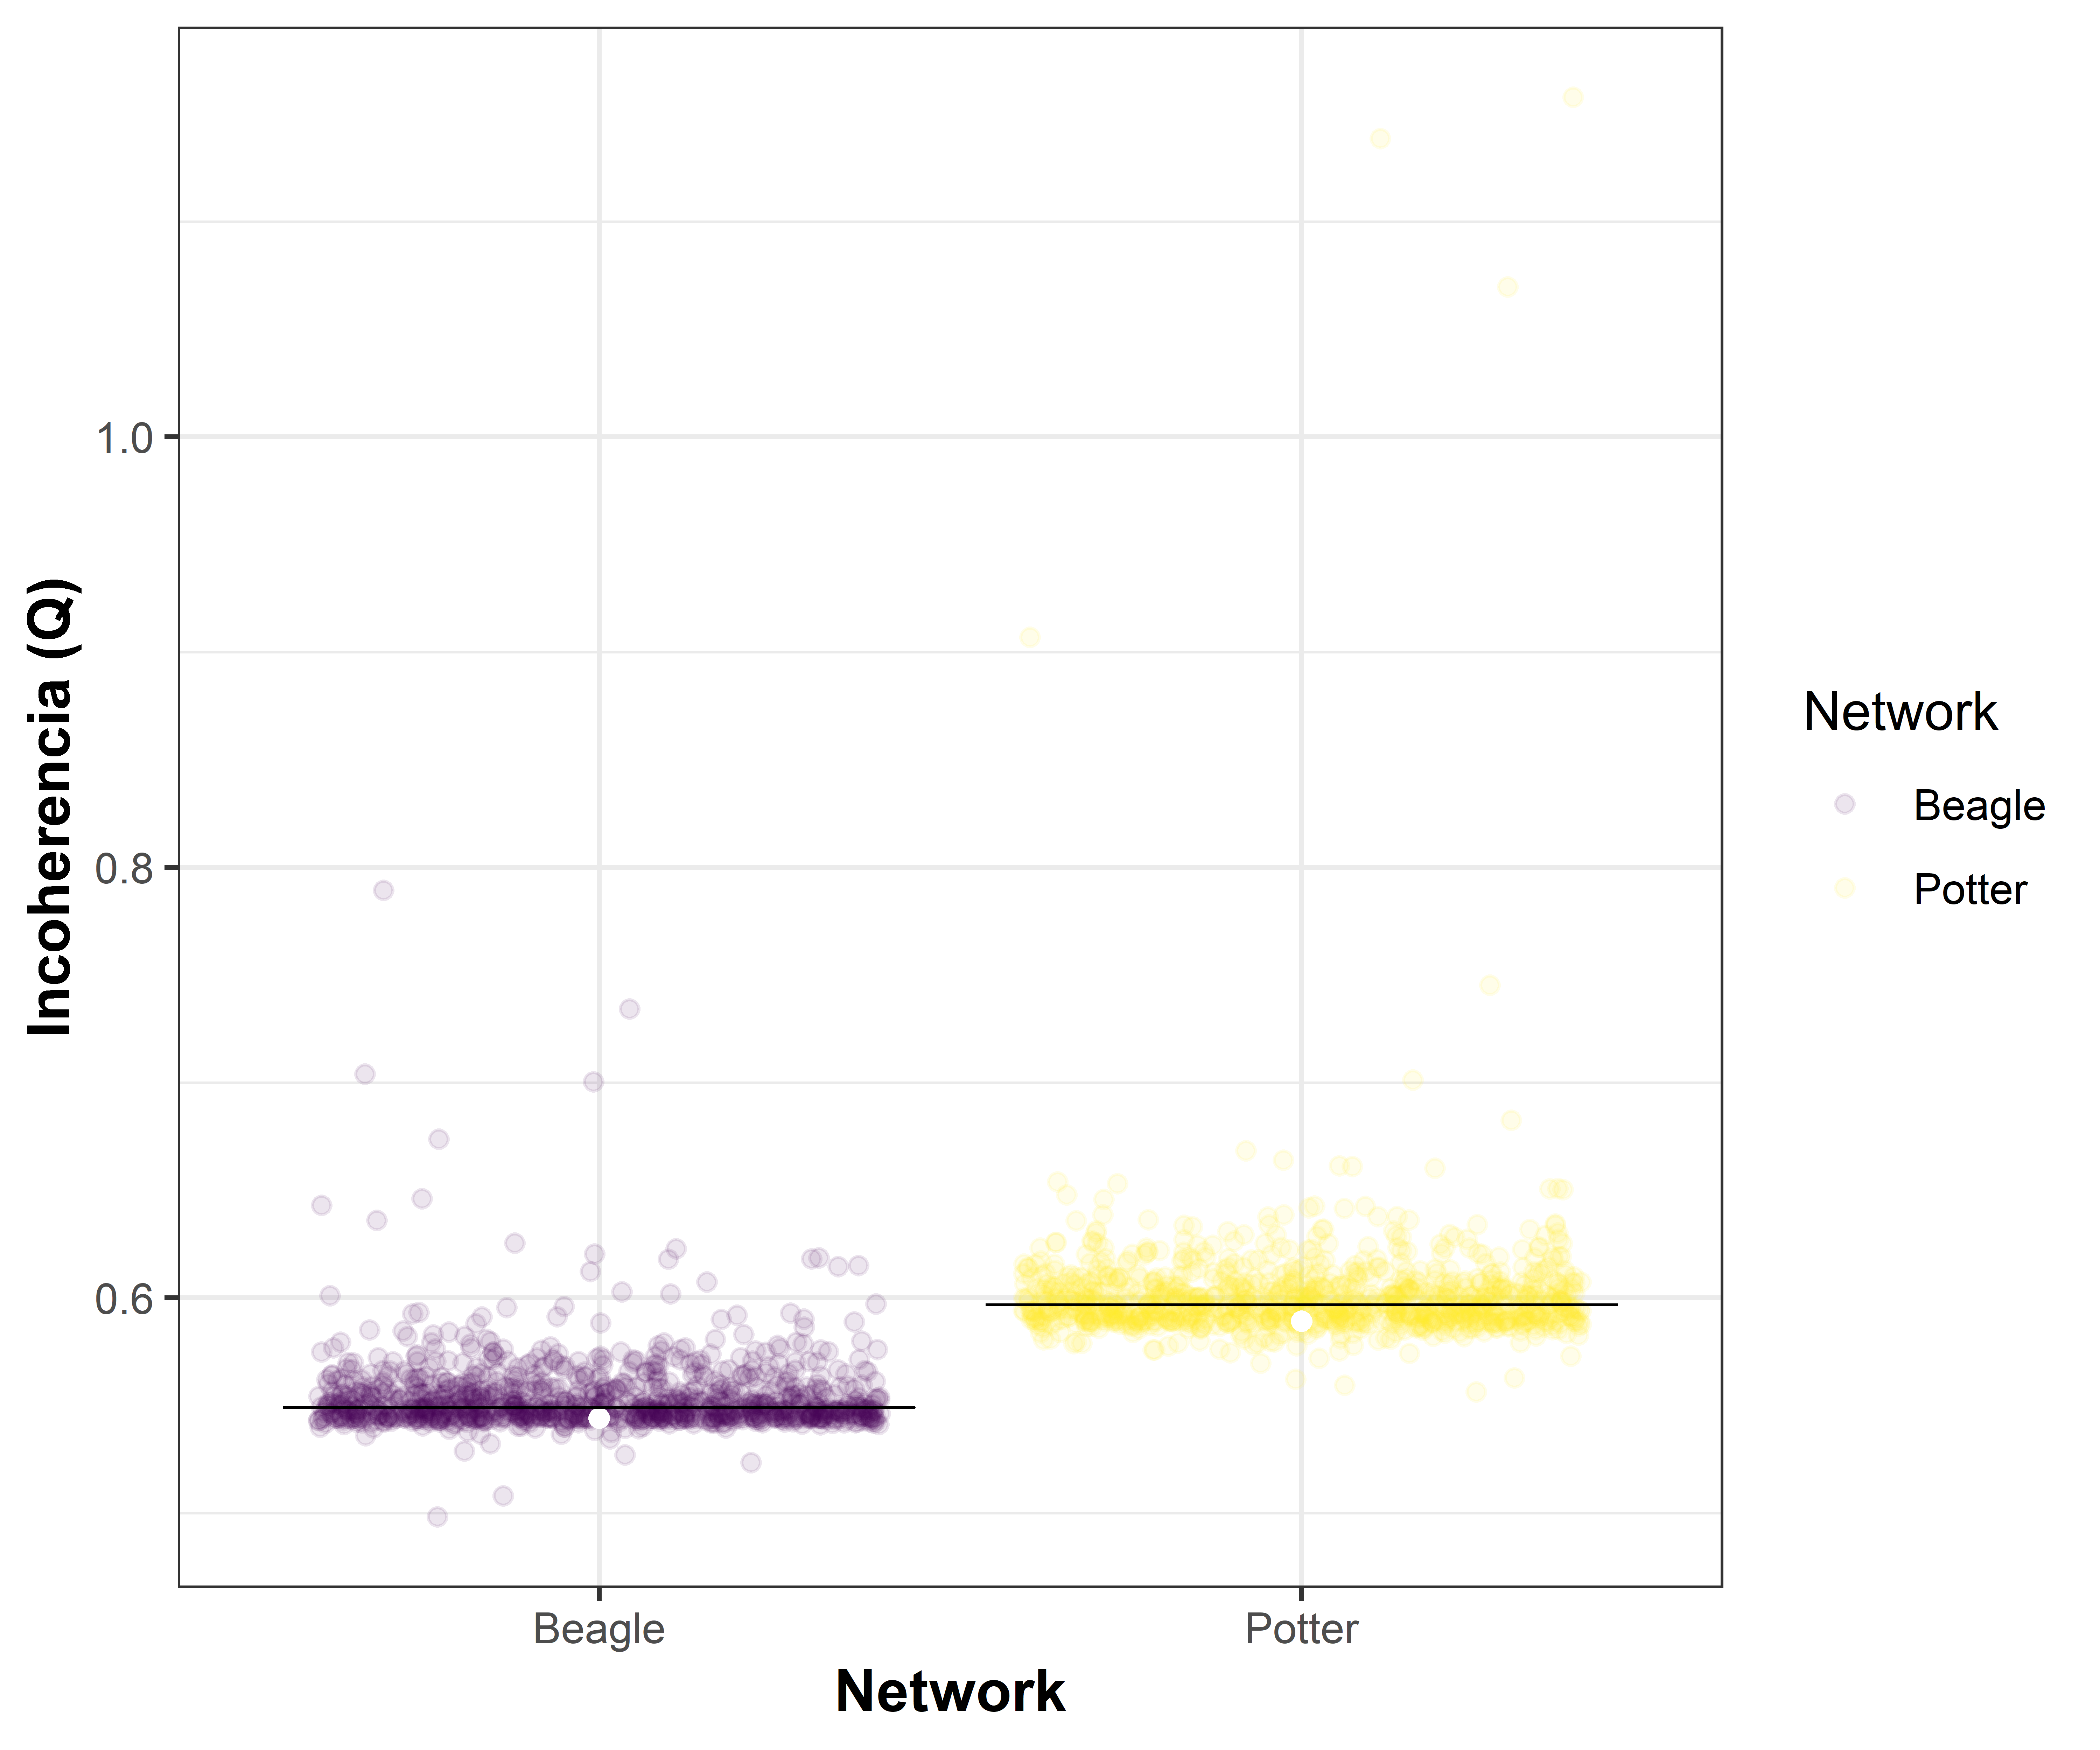 Incoherencia (Q)
1.0
0.8
0.6
Beagle
Potter
Network
Network
Beagle
Potter